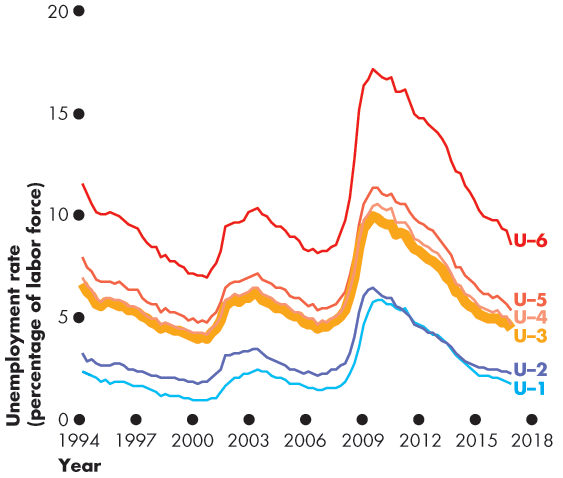 Unemployment rate
(percentage of labor force)
20
15
10
5
0
U–6
U–5
U–4
U–3
U–2
U–1
1994 1997 2000 2003 2006 2009 2012 2015 2018
Year